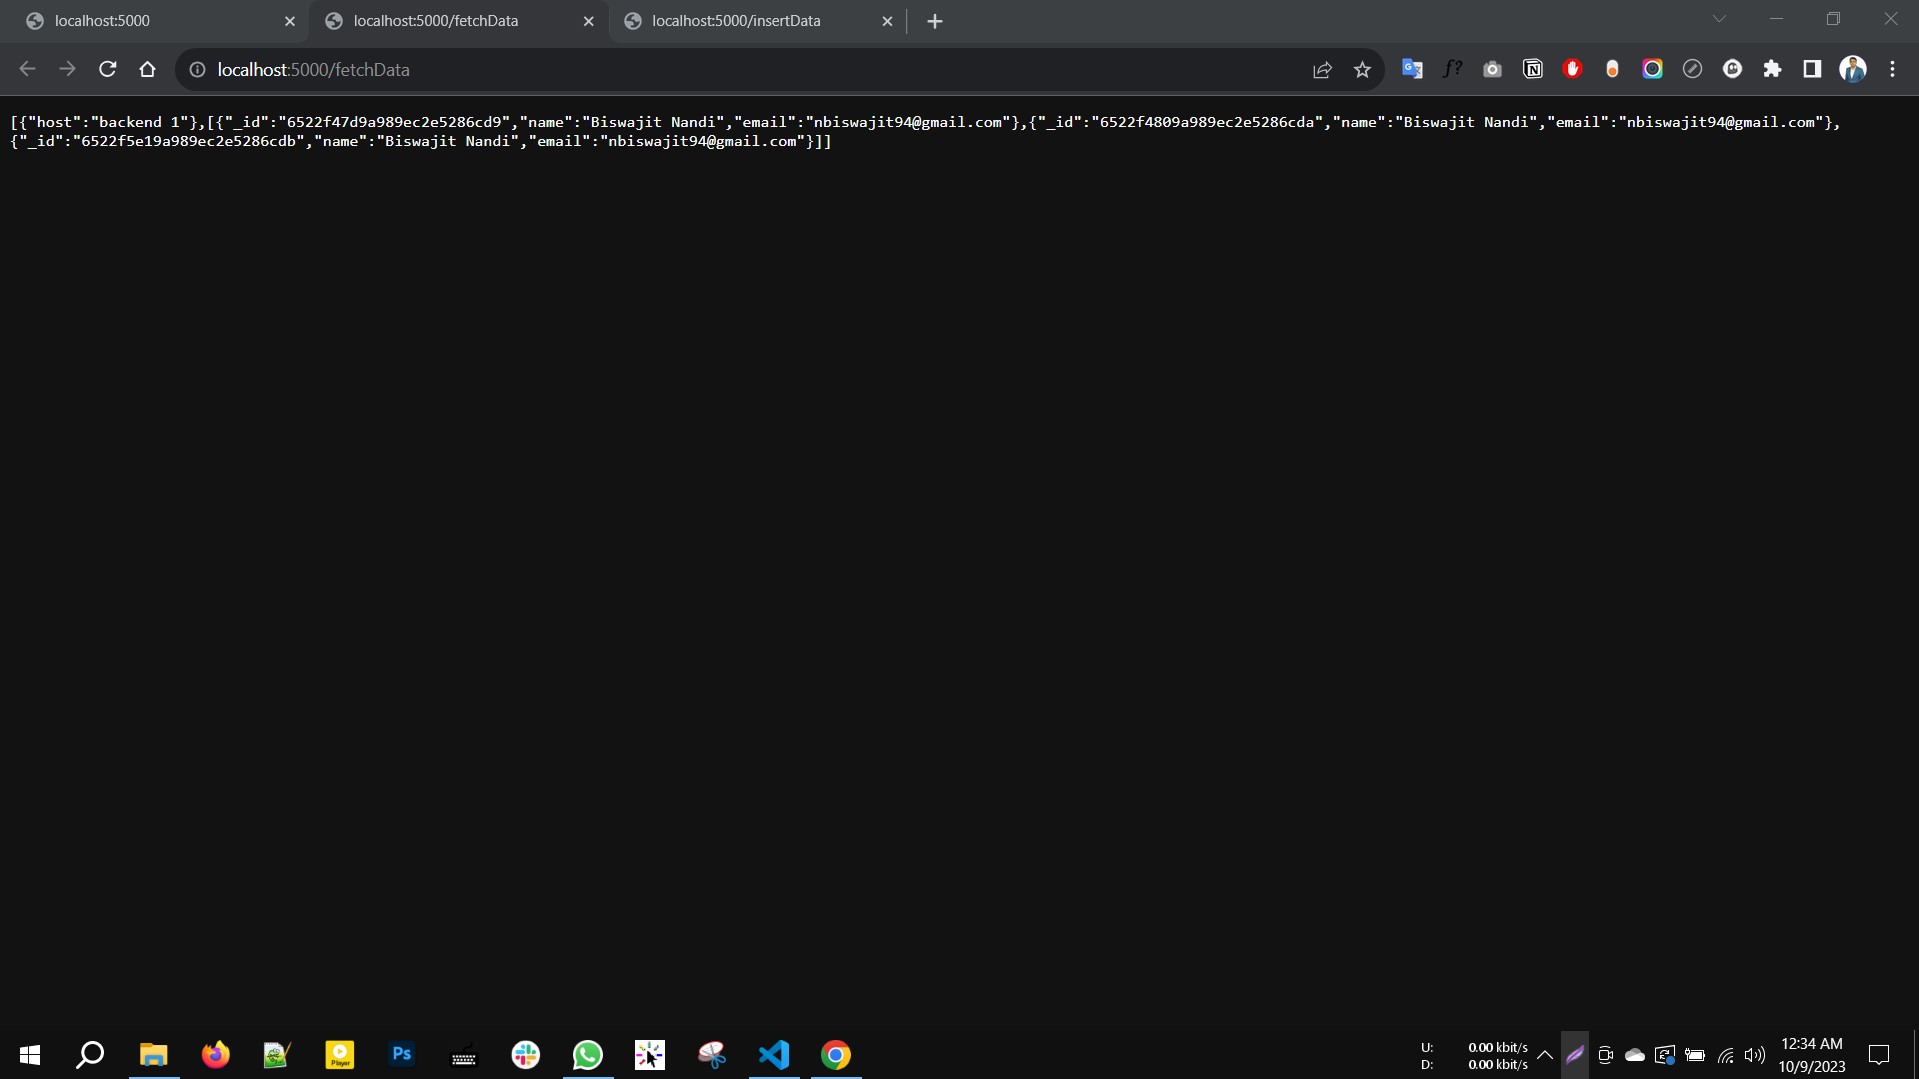 localhost:5000
localhost:5000/fetchData
localhost:5000/insertData
localhost:5000/fetchData
f?
[{"host":"backend 1"},[{"_id":"6522f47d9a989ec2e5286cd9","name":"Biswajit Nandi","email":"nbiswajit94@gmail.com"},{"_id":"6522f4809a989ec2e5286cda","name":"Biswajit Nandi","email":"nbiswajit94@gmail.com"},
{"_id":"6522f5e19a989ec2e5286cdb","name":"Biswajit Nandi","email":"nbiswajit94@gmail.com"}]]
Player
Ps
U: 0.00 kbit/s
D: 0.00 kbit/s
12:34 AM
10/9/2023